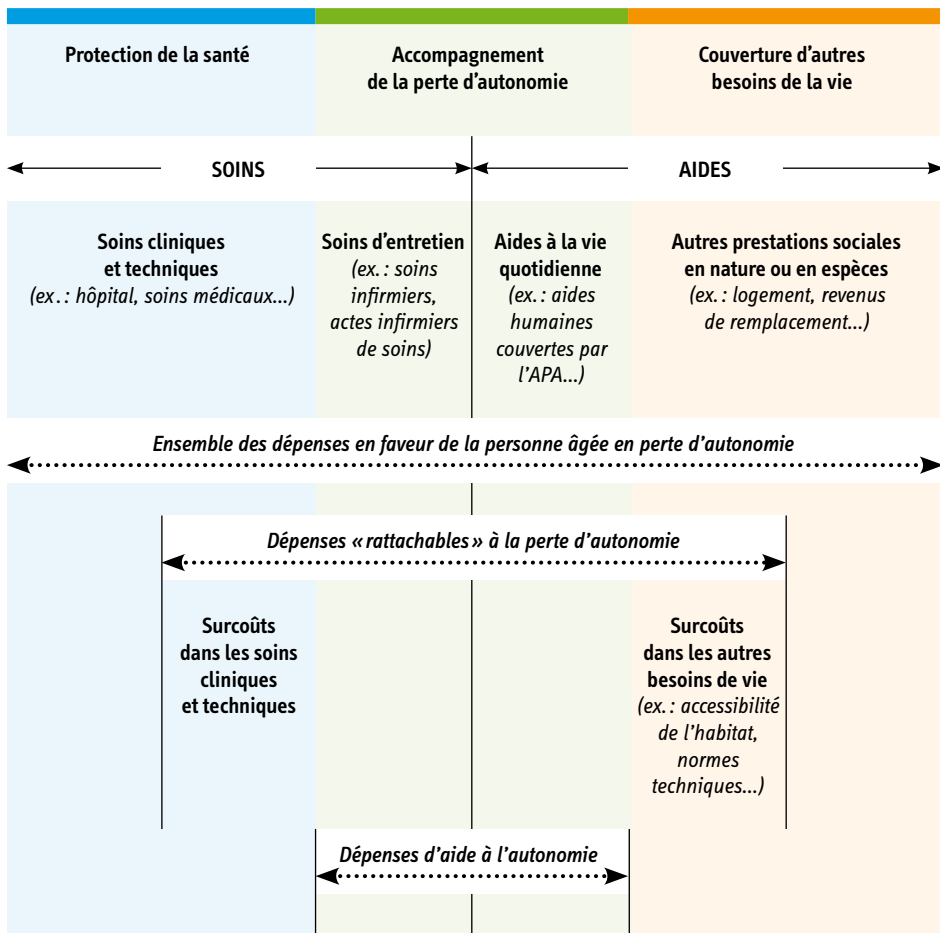 Protection de la santé
Accompagnement
de la perte d'autonomie
Couverture d'autres
besoins de la vie
SOINS
AIDES
Soins cliniques
et techniques
(ex. : hôpital, soins médicaux...)
Soins d'entretien
(ex. : soins
infirmiers,
actes infirmiers
de soins)
Aides à la vie
quotidienne
(ex. : aides
humaines
couvertes par
l'APA...)
Autres prestations sociales
en nature ou en espèces
(ex. : logement, revenus
de remplacement...)
Ensemble des dépenses en faveur de la personne âgée en perte d'autonomie
Dépenses « rattachables » à la perte d'autonomie
Surcoûts
dans les soins
cliniques
et techniques
Surcoûts
dans les autres
besoins de vie
(ex. : accessibilité
de l'habitat,
normes
techniques...)
Dépenses d'aide à l'autonomie